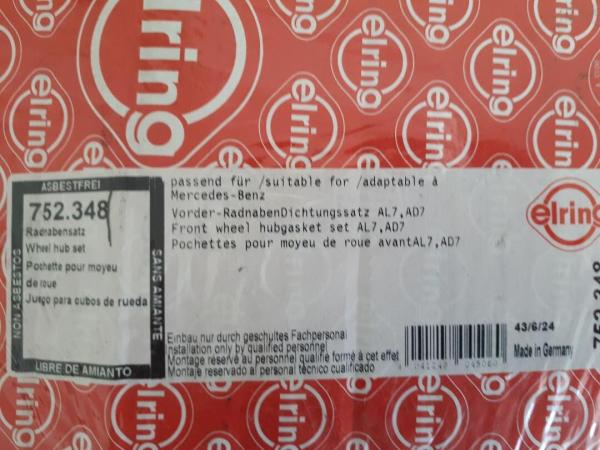 elring
ASBESTFREI
NON ASBESTOS
SANS AMIANTE
LIBRE DE AMIANTO
752.348
Radnabensatz
Wheel hub set
Pochette pour moyeu
de roue
Juego para cubos de rueda
passend für /suitable for /adaptable à
Mercedes-Benz
Vorder-RadnabenDichtungssatz AL7,AD7
Front wheel hubgasket set AL7,AD7
Pochettes pour moyeu de roue avantAL7,AD7
Einbau nur durch geschultes Fachpersonal
Installation only by qualified personnel
Montage réservé au personnel qualifié formé à cet effet
Montaje reservado al personal técnico cualificado
43/6/24
Made in Germany
elring
752.348